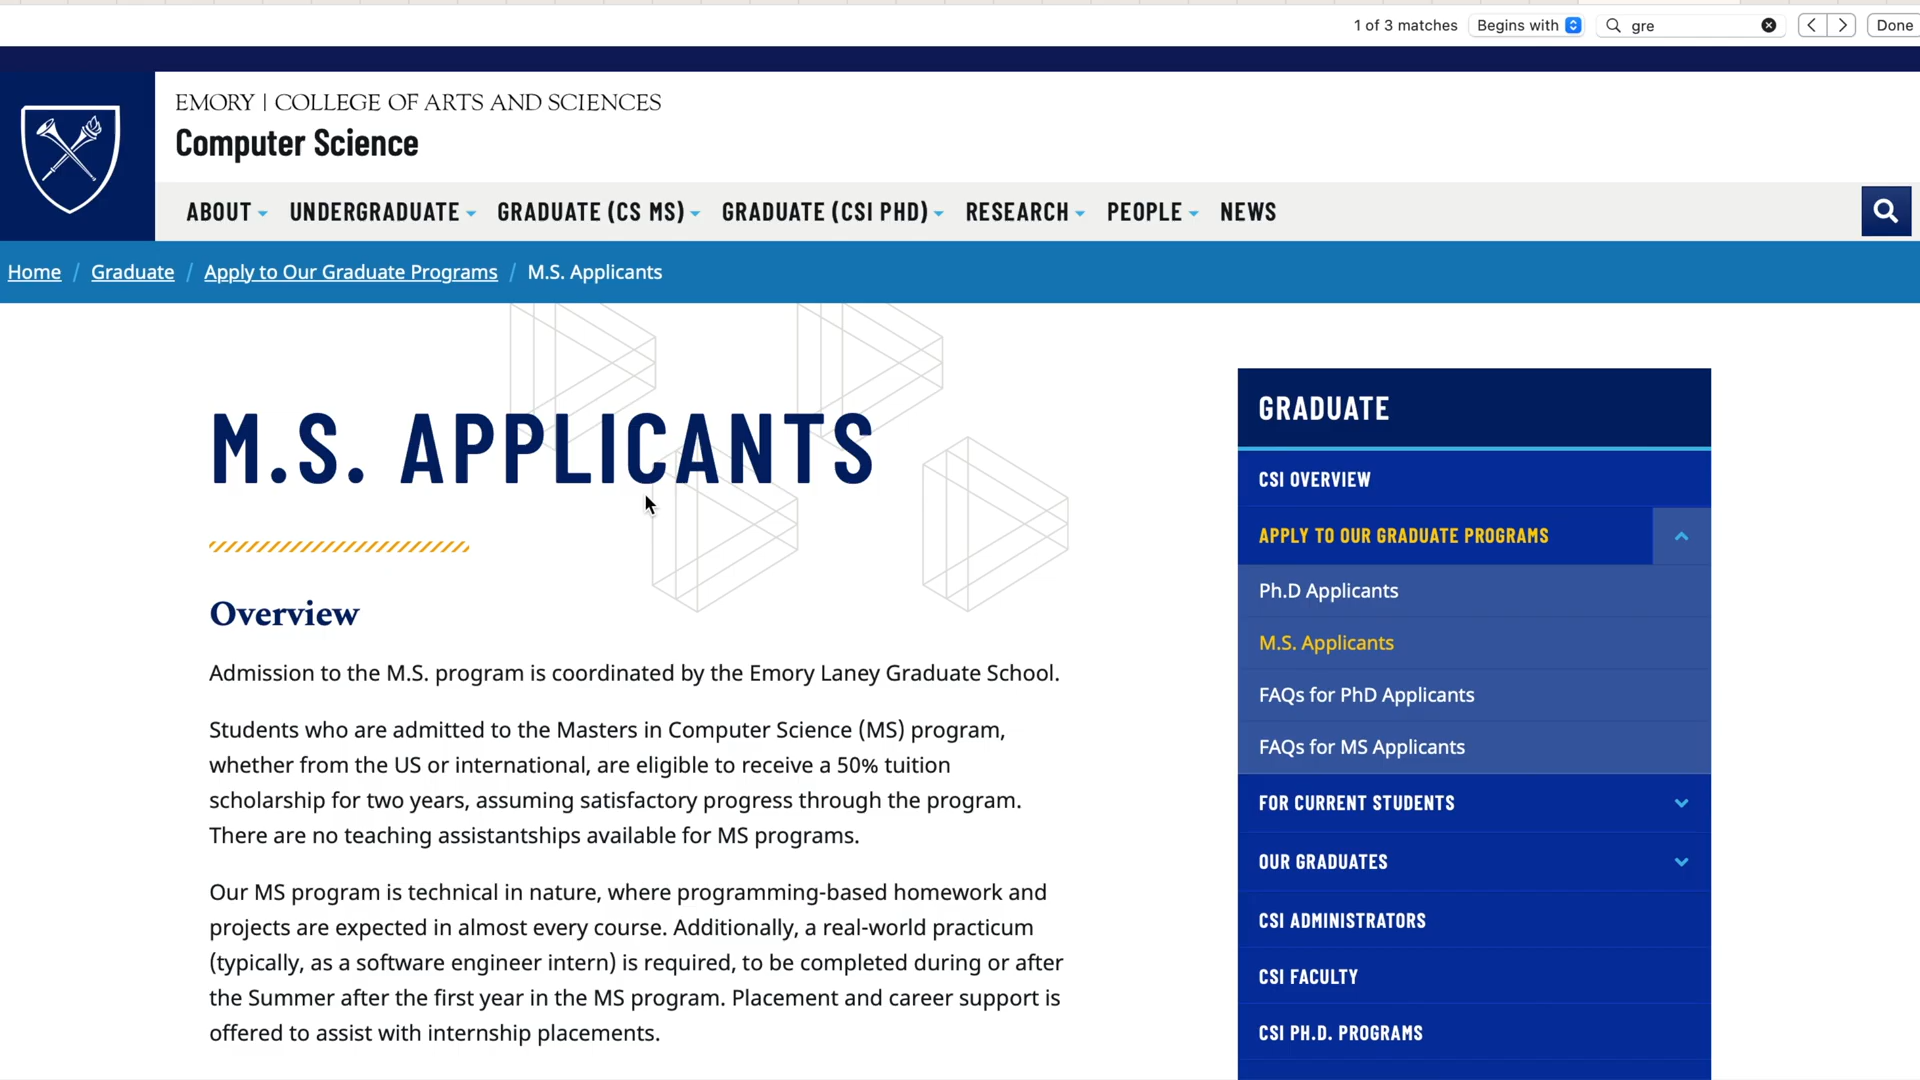 1 of 3 matches
Begins with
gre
Done
EMORY | COLLEGE OF ARTS AND SCIENCES
Computer Science
ABOUT UNDERGRADUATE GRADUATE (CS MS) GRADUATE (CSI PHD) RESEARCH PEOPLE NEWS
Home / Graduate / Apply to Our Graduate Programs / M.S. Applicants
M.S. APPLICANTS
Overview
Admission to the M.S. program is coordinated by the Emory Laney Graduate School.
Students who are admitted to the Masters in Computer Science (MS) program,
whether from the US or international, are eligible to receive a 50% tuition
scholarship for two years, assuming satisfactory progress through the program.
There are no teaching assistantships available for MS programs.
Our MS program is technical in nature, where programming-based homework and
projects are expected in almost every course. Additionally, a real-world practicum
(typically, as a software engineer intern) is required, to be completed during or after
the Summer after the first year in the MS program. Placement and career support is
offered to assist with internship placements.
GRADUATE
CSI OVERVIEW
APPLY TO OUR GRADUATE PROGRAMS
Ph.D Applicants
M.S. Applicants
FAQs for PhD Applicants
FAQs for MS Applicants
FOR CURRENT STUDENTS
OUR GRADUATES
CSI ADMINISTRATORS
CSI FACULTY
CSI PH.D. PROGRAMS